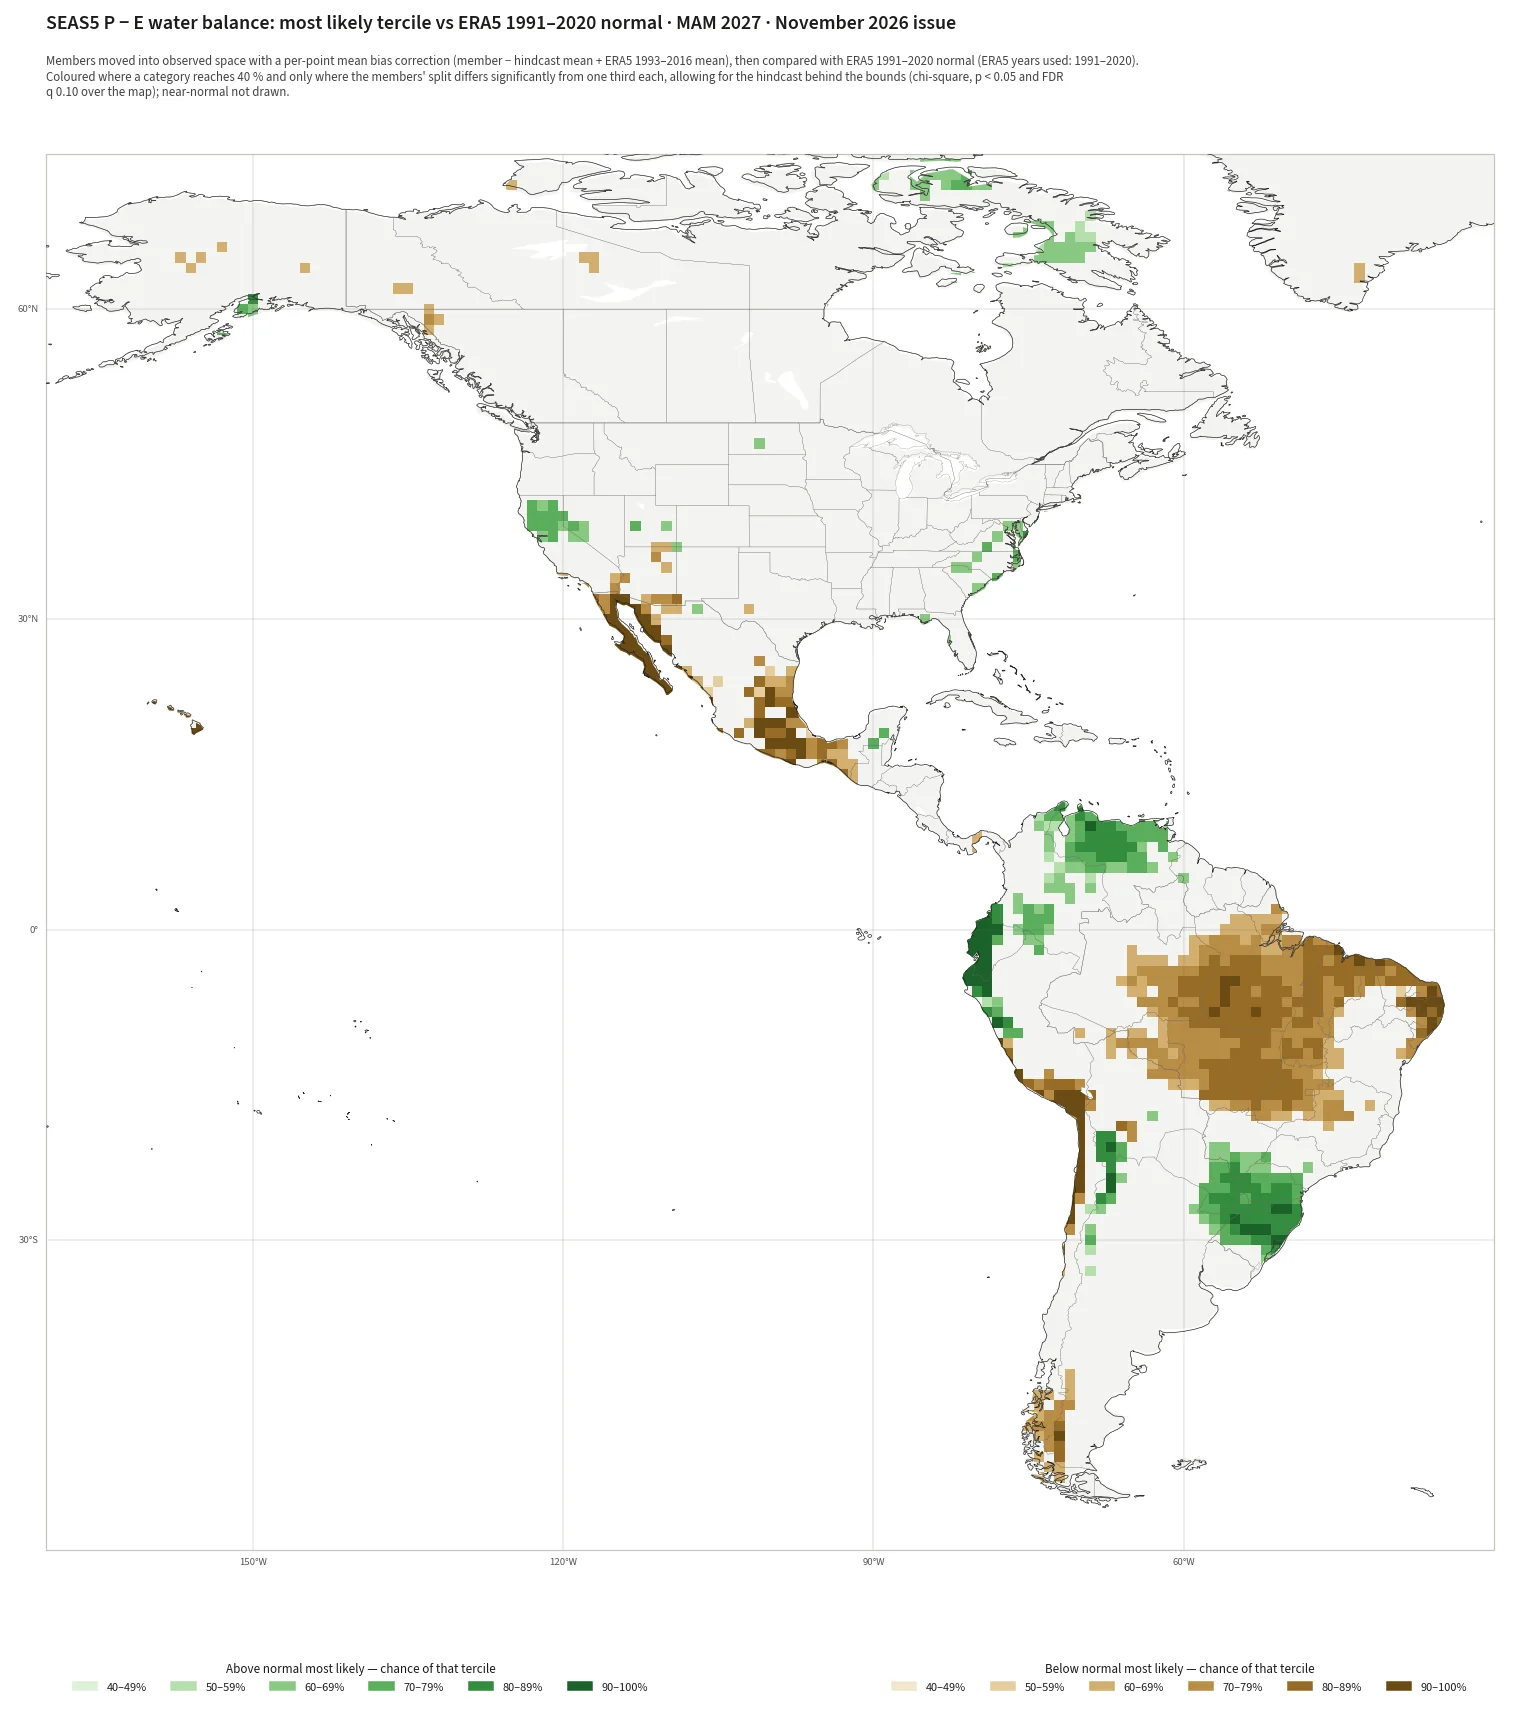 SEAS5 P − E water balance: most likely tercile vs ERA5 1991–2020 normal · MAM 2027 · November 2026 issue
Members moved into observed space with a per-point mean bias correction (member − hindcast mean + ERA5 1993–2016 mean), then compared with ERA5 1991–2020 normal (ERA5 years used: 1991–2020).
Coloured where a category reaches 40 % and only where the members' split differs significantly from one third each, allowing for the hindcast behind the bounds (chi-square, p < 0.05 and FDR
q 0.10 over the map); near-normal not drawn.
60°N
30°N
0°
30°S
150°W 120°W 90°W 60°W
Above normal most likely — chance of that tercile
40–49% 50–59% 60–69% 70–79% 80–89% 90–100%
Below normal most likely — chance of that tercile
40–49% 50–59% 60–69% 70–79% 80–89% 90–100%